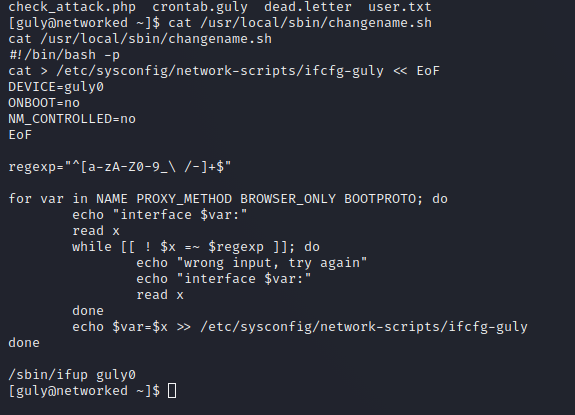 check_attack.php  crontab.guly  dead.letter  user.txt
[guly@networked ~]$ cat /usr/local/sbin/changename.sh
cat /usr/local/sbin/changename.sh
#!/bin/bash -p
cat > /etc/sysconfig/network-scripts/ifcfg-guly << EoF
DEVICE=guly0
ONBOOT=no
NM_CONTROLLED=no
EoF

regexp="^[a-zA-Z0-9_\ /-]+$"

for var in NAME PROXY_METHOD BROWSER_ONLY BOOTPROTO; do
        echo "interface $var:"
        read x
        while [[ ! $x =~ $regexp ]]; do
                echo "wrong input, try again"
                echo "interface $var:"
                read x
        done
        echo $var=$x >> /etc/sysconfig/network-scripts/ifcfg-guly
done

/sbin/ifup guly0
[guly@networked ~]$